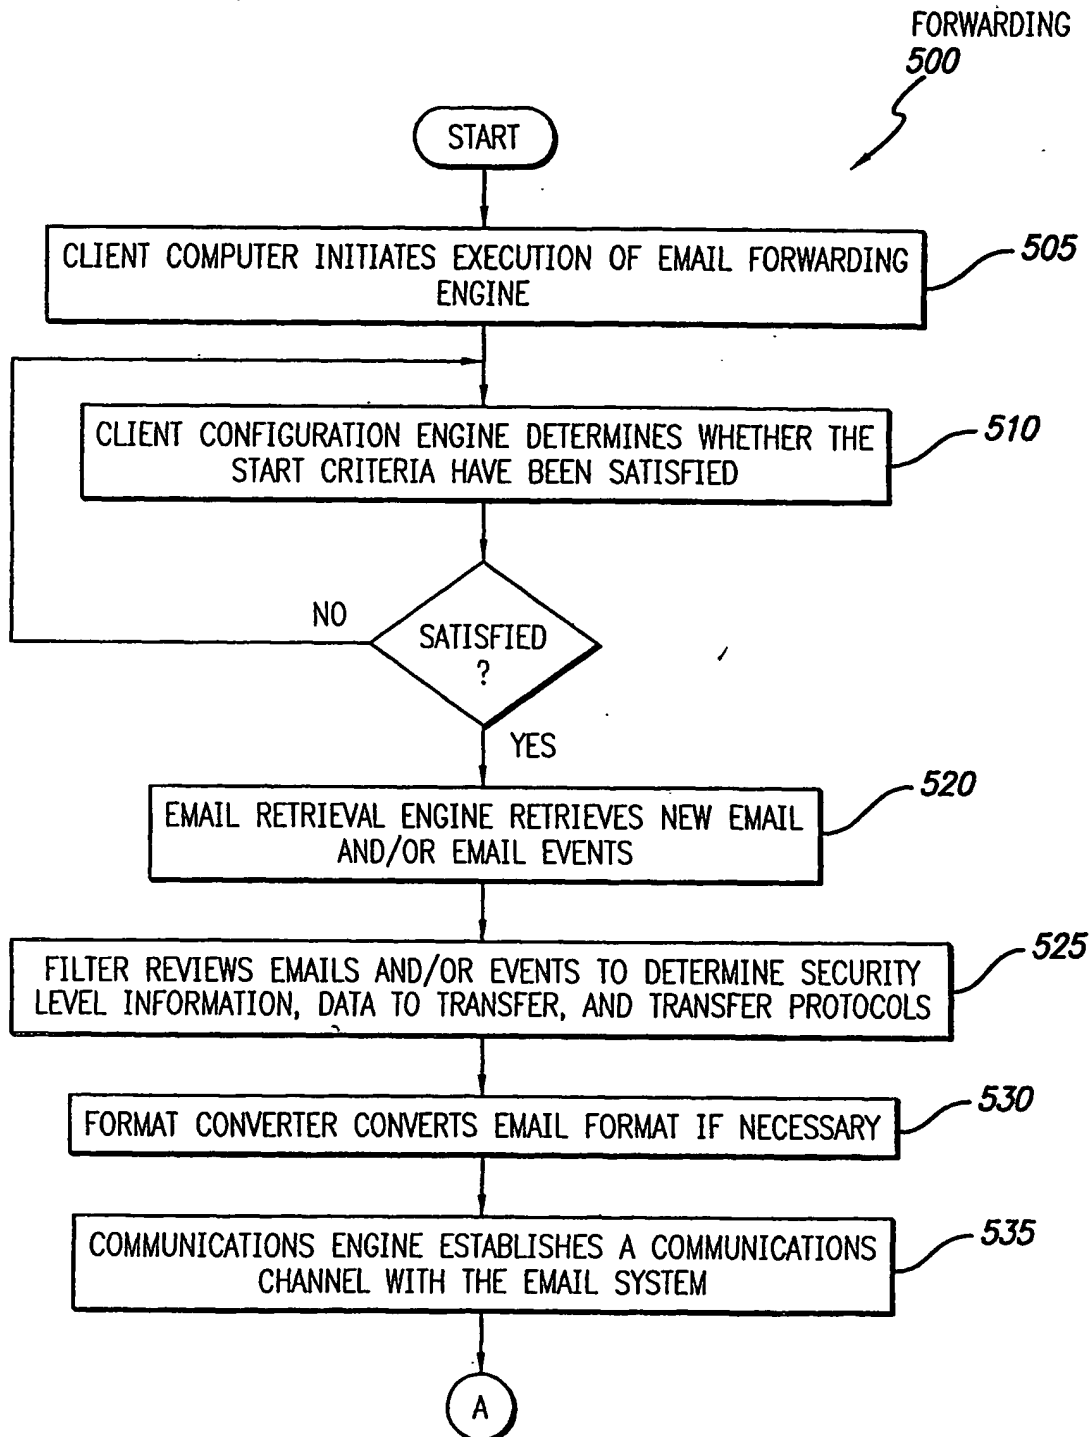 FORWARDING
500
START
CLIENT COMPUTER INITIATES EXECUTION OF EMAIL FORWARDING
ENGINE
505
CLIENT CONFIGURATION ENGINE DETERMINES WHETHER THE
START CRITERIA HAVE BEEN SATISFIED
510
NO
SATISFIED
?
YES
EMAIL RETRIEVAL ENGINE RETRIEVES NEW EMAIL
AND/OR EMAIL EVENTS
520
FILTER REVIEWS EMAILS AND/OR EVENTS TO DETERMINE SECURITY
LEVEL INFORMATION, DATA TO TRANSFER, AND TRANSFER PROTOCOLS
525
FORMAT CONVERTER CONVERTS EMAIL FORMAT IF NECESSARY
530
COMMUNICATIONS ENGINE ESTABLISHES A COMMUNICATIONS
CHANNEL WITH THE EMAIL SYSTEM
535
A